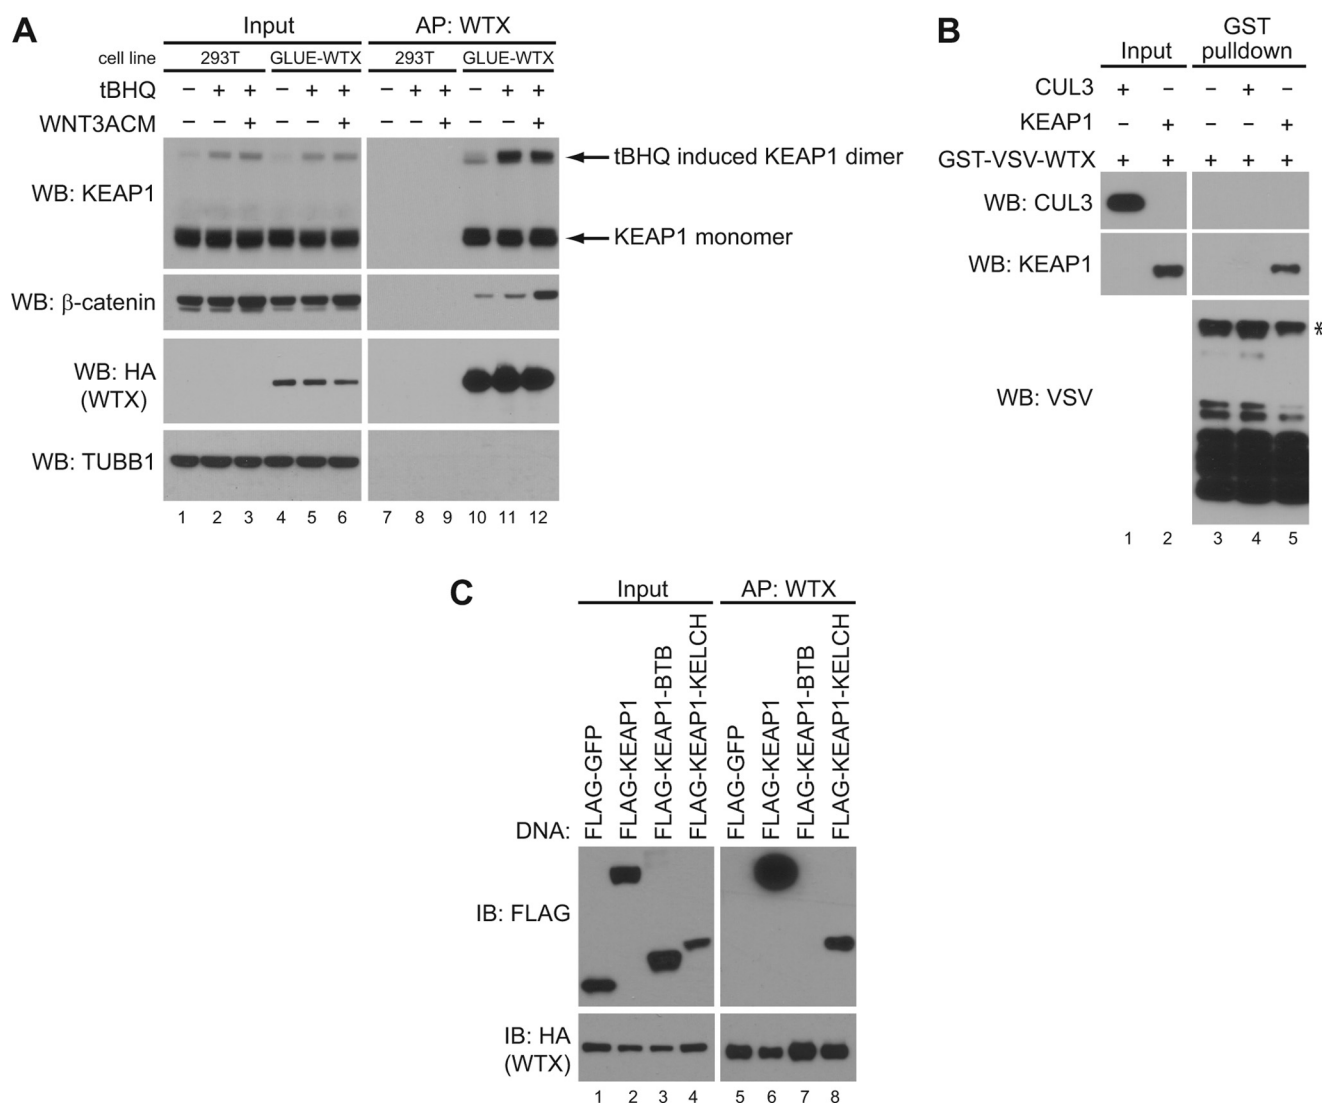 A
Input AP: WTX
cell line 293T GLUE-WTX 293T GLUE-WTX
tBHQ − + + − + + − + + − + +
WNT3ACM − − + − − + − − + − − +
WB: KEAP1
tBHQ induced KEAP1 dimer
KEAP1 monomer
WB: β-catenin
WB: HA
(WTX)
WB: TUBB1
1 2 3 4 5 6 7 8 9 10 11 12
B
Input GST
pulldown
CUL3 + − − + −
KEAP1 − + − − +
GST-VSV-WTX + + + + +
WB: CUL3
WB: KEAP1
*
WB: VSV
1 2 3 4 5
C
Input AP: WTX
DNA: FLAG-GFP FLAG-KEAP1 FLAG-KEAP1-BTB FLAG-KEAP1-KELCH FLAG-GFP FLAG-KEAP1 FLAG-KEAP1-BTB FLAG-KEAP1-KELCH
IB: FLAG
IB: HA
(WTX)
1 2 3 4 5 6 7 8